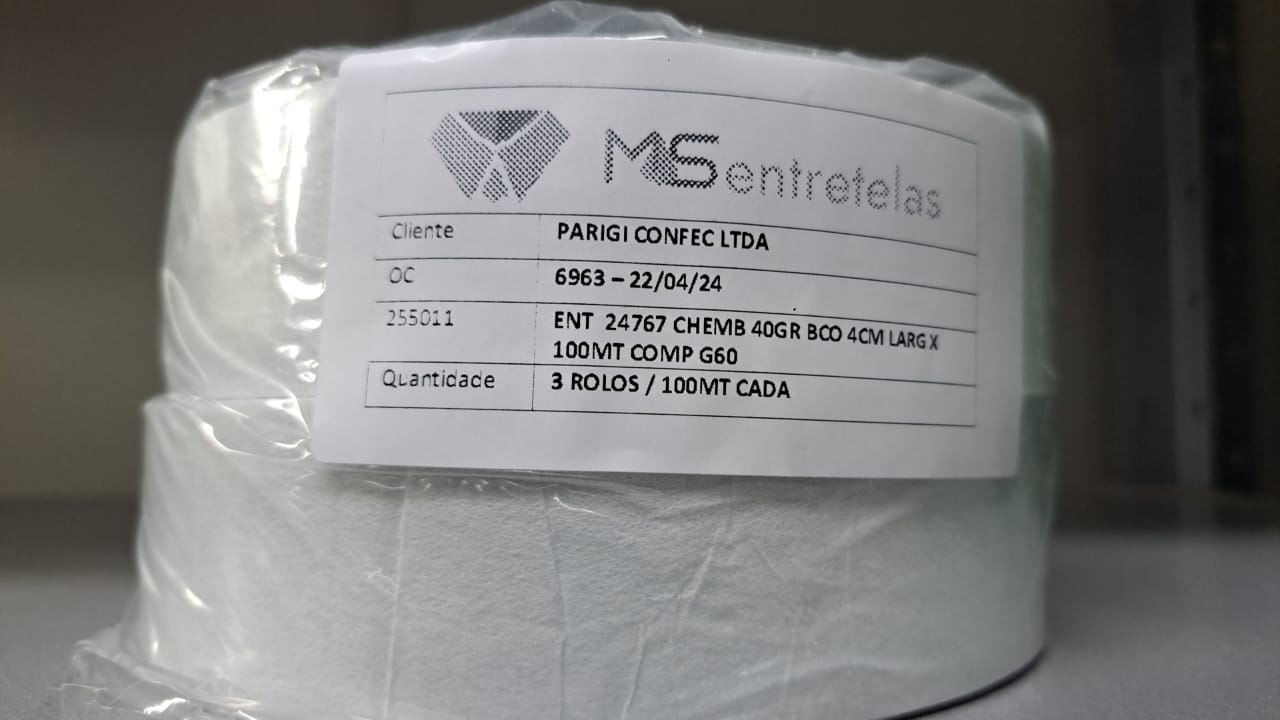 MSentretelas
Cliente PARIGI CONFEC LTDA
OC 6963 – 22/04/24
255011 ENT 24767 CHEMB 40GR BCO 4CM LARG X
100MT COMP G60
Quantidade 3 ROLOS / 100MT CADA